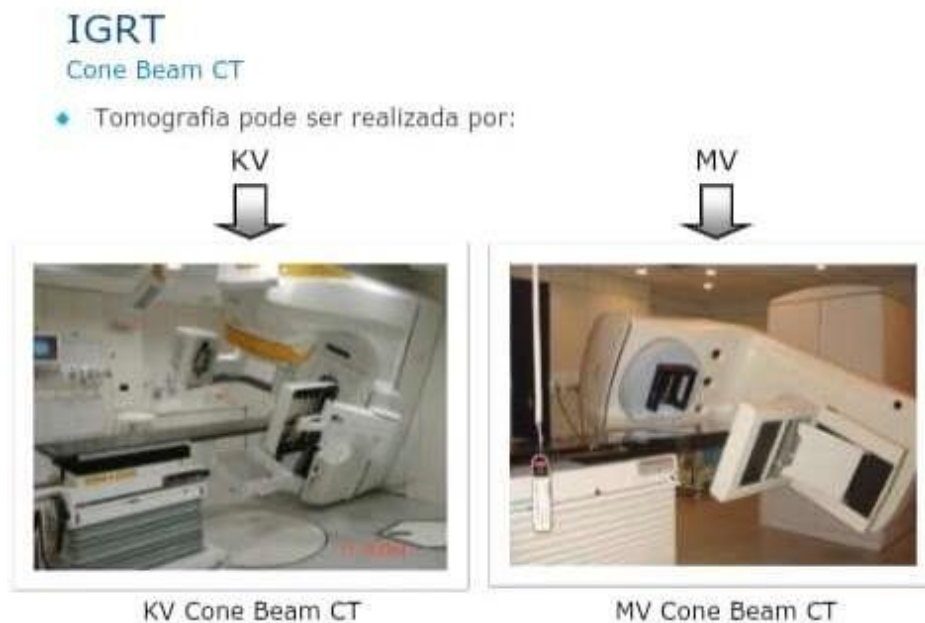 IGRT
Cone Beam CT
Tomografia pode ser realizada por:
KV
MV
KV Cone Beam CT
MV Cone Beam CT